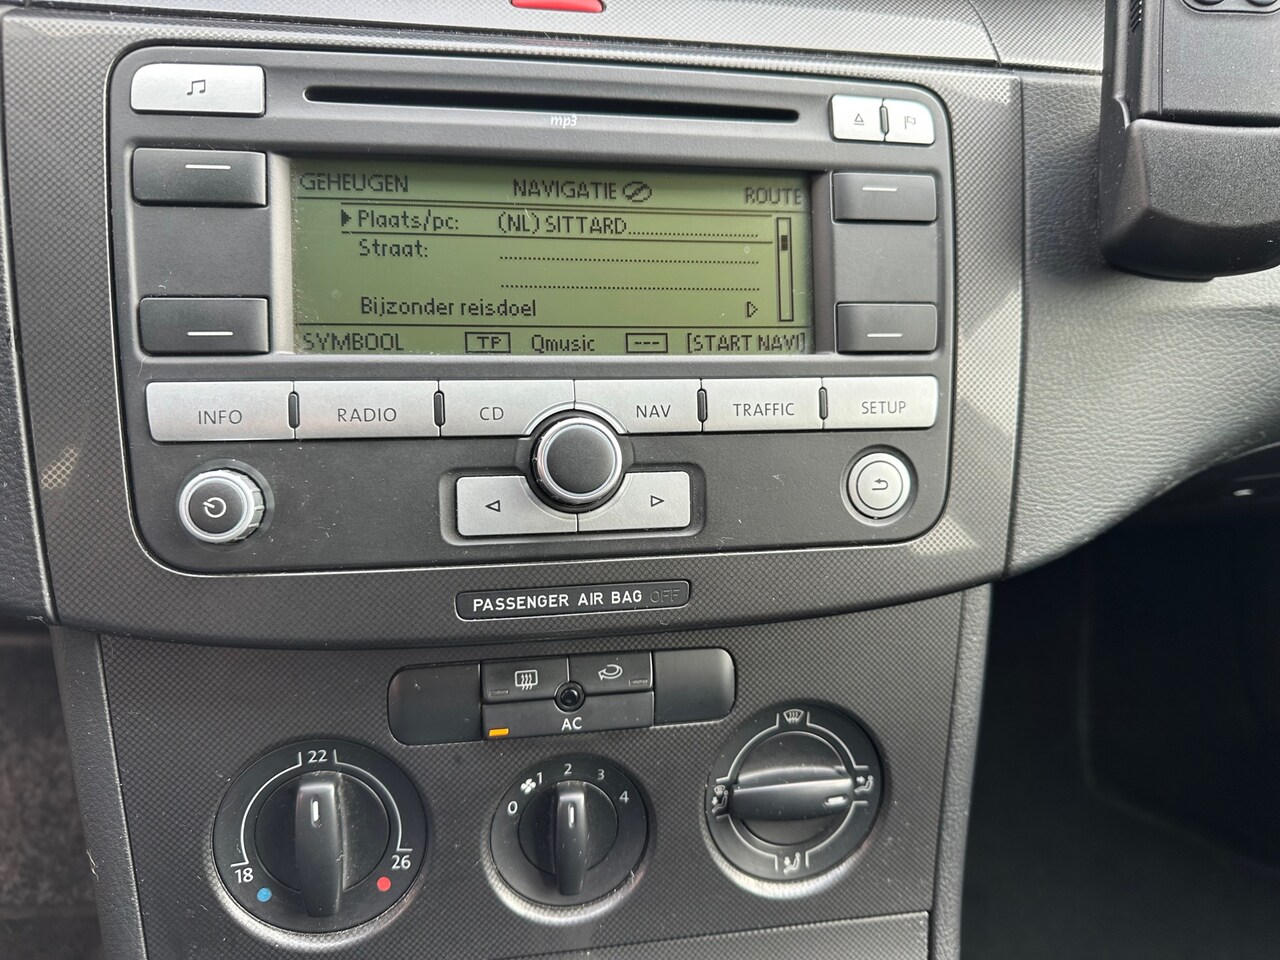 mp3
GEHEUGEN NAVIGATIE ROUTE
Plaats/pc: (NL) SITTARD
Straat:
Bijzonder reisdoel
SYMBOOL TP Qmusic --- [START NAVI]
INFO RADIO CD NAV TRAFFIC SETUP
PASSENGER AIR BAG OFF
AC
18 22 26
0 1 2 3 4